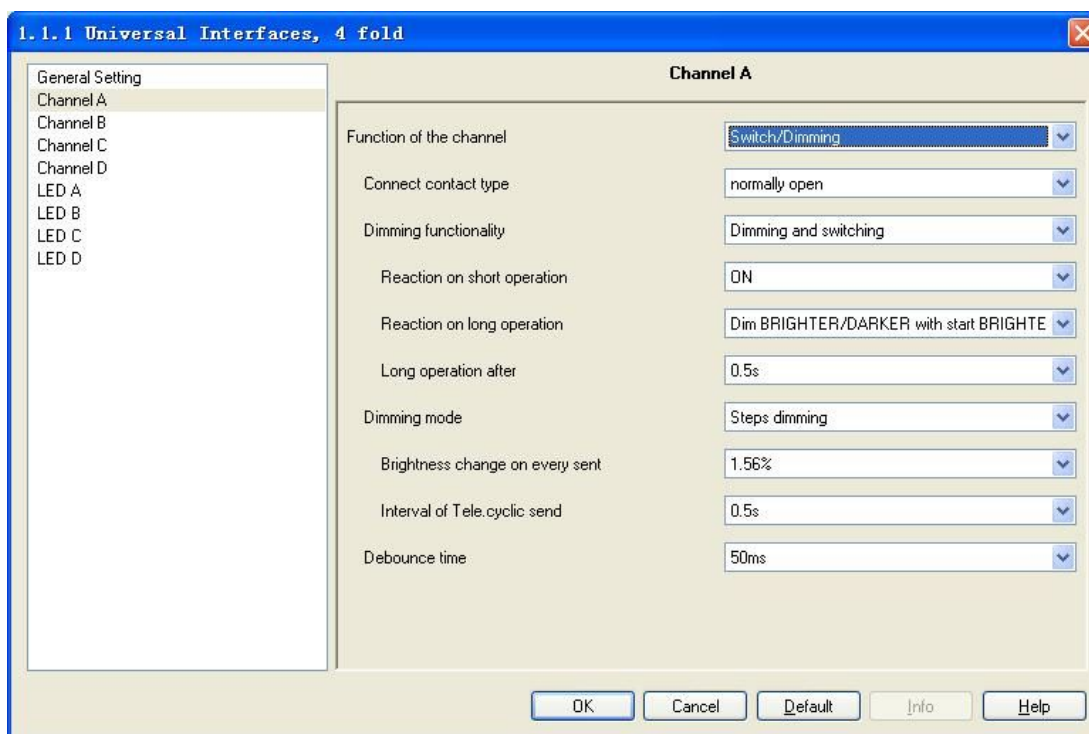 1.1.1 Universal Interfaces, 4 fold
General Setting
Channel A
Channel B
Channel C
Channel D
LED A
LED B
LED C
LED D
Channel A
Function of the channel Switch/Dimming
Connect contact type normally open
Dimming functionality Dimming and switching
Reaction on short operation ON
Reaction on long operation Dim BRIGHTER/DARKER with start BRIGHTE
Long operation after 0.5s
Dimming mode Steps dimming
Brightness change on every sent 1.56%
Interval of Tele.cyclic send 0.5s
Debounce time 50ms
OK Cancel Default Info Help